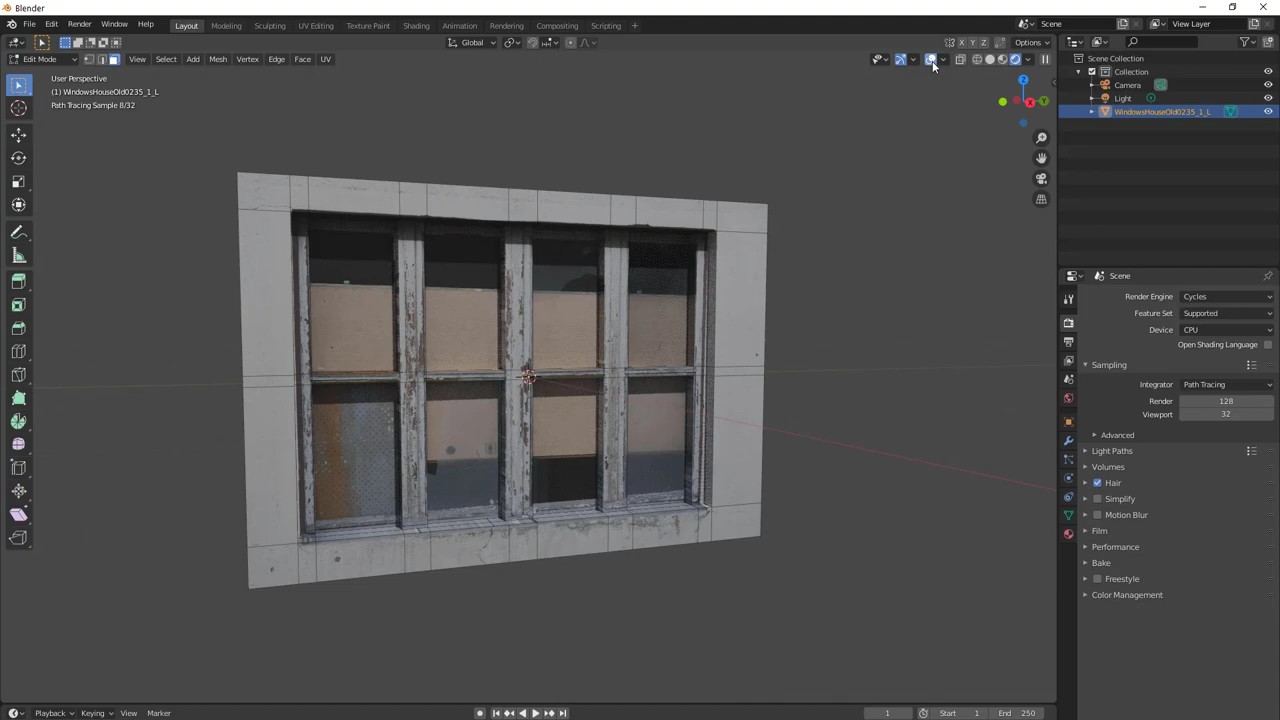 Blender
File Edit Render Window Help Layout Modeling Sculpting UV Editing Texture Paint Shading Animation Rendering Compositing Scripting + Scene View Layer
Global X Y Z Options
Edit Mode View Select Add Mesh Vertex Edge Face UV
User Perspective
(1) WindowsHouseOld0235_1_L
Path Tracing Sample 8/32
Z
X
Y
Scene Collection
Collection
Camera
Light
WindowsHouseOld0235_1_L
Scene
Render Engine Cycles
Feature Set Supported
Device CPU
Open Shading Language
Sampling
Integrator Path Tracing
Render 128
Viewport 32
Advanced
Light Paths
Volumes
Hair
Simplify
Motion Blur
Film
Performance
Bake
Freestyle
Color Management
Playback Keying View Marker 1 Start 1 End 250